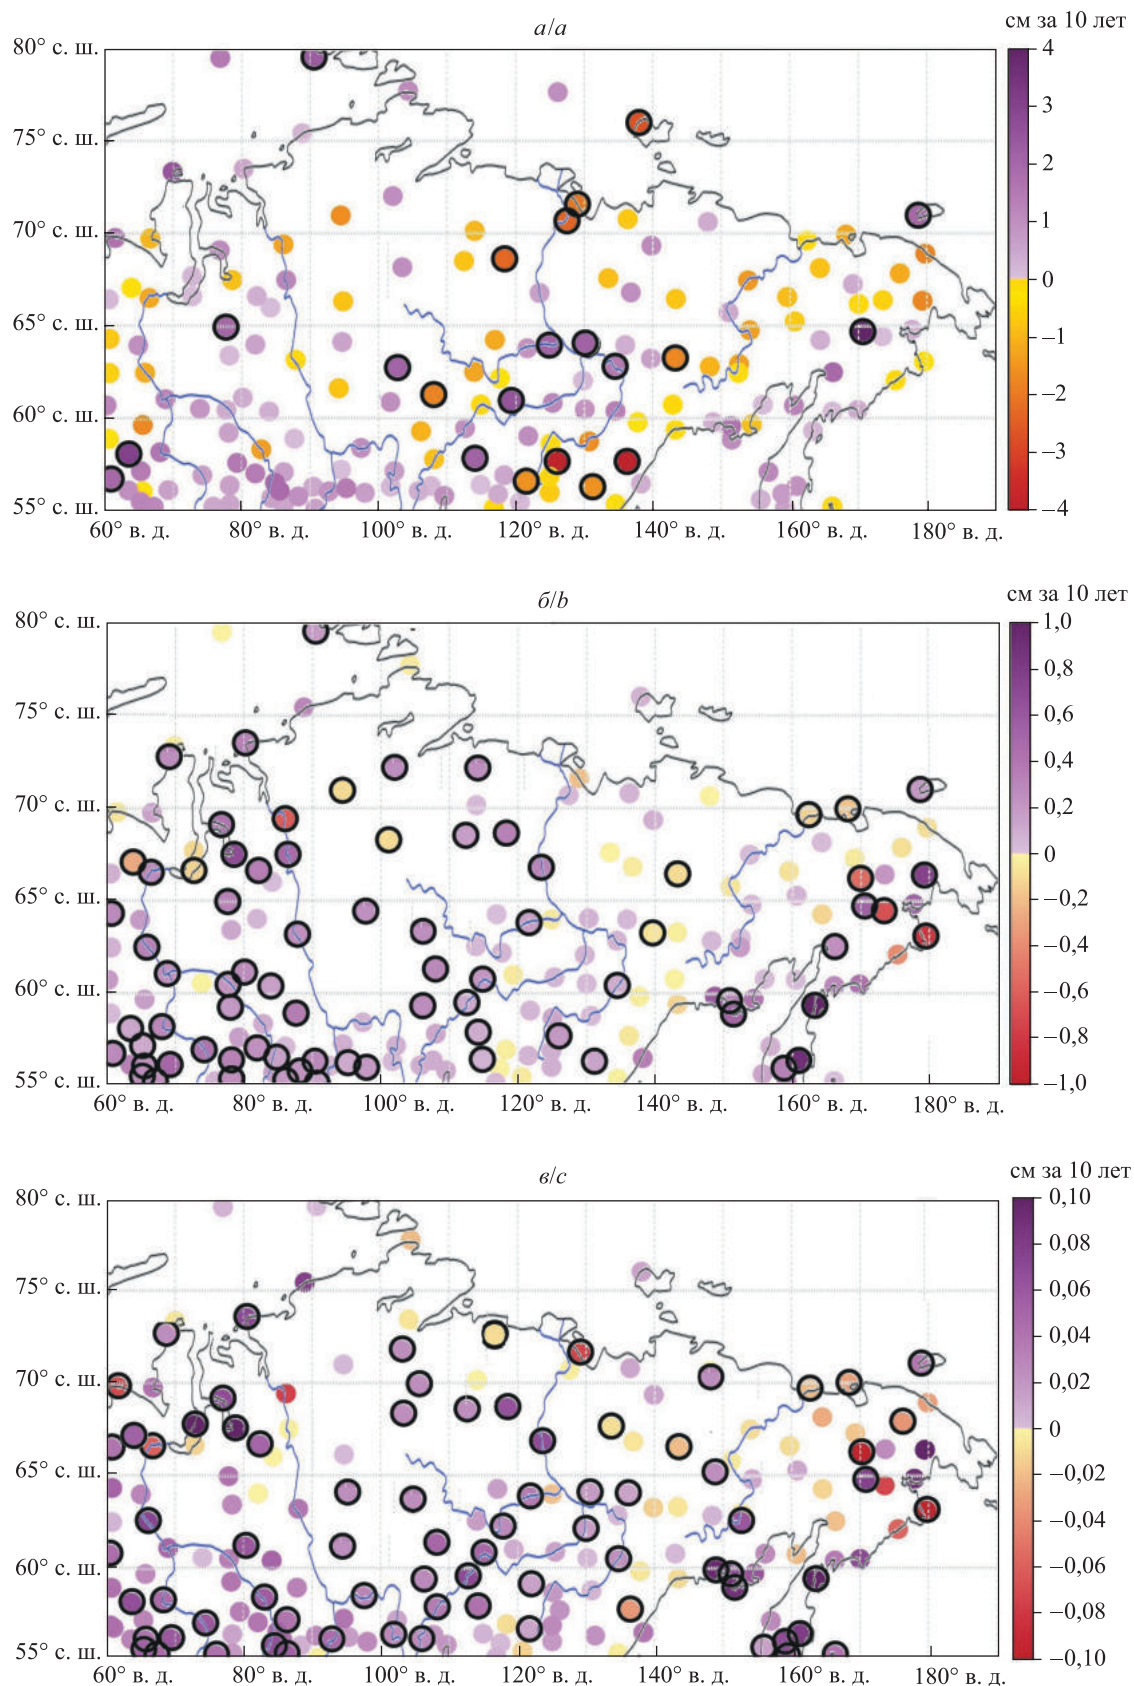 а/a
см за 10 лет
80° с. ш.
75° с. ш.
70° с. ш.
65° с. ш.
60° с. ш.
55° с. ш.
60° в. д.
80° в. д.
100° в. д.
120° в. д.
140° в. д.
160° в. д.
180° в. д.
4
3
2
1
0
−1
−2
−3
−4
б/b
см за 10 лет
80° с. ш.
75° с. ш.
70° с. ш.
65° с. ш.
60° с. ш.
55° с. ш.
60° в. д.
80° в. д.
100° в. д.
120° в. д.
140° в. д.
160° в. д.
180° в. д.
1,0
0,8
0,6
0,4
0,2
0
−0,2
−0,4
−0,6
−0,8
−1,0
в/c
см за 10 лет
80° с. ш.
75° с. ш.
70° с. ш.
65° с. ш.
60° с. ш.
55° с. ш.
60° в. д.
80° в. д.
100° в. д.
120° в. д.
140° в. д.
160° в. д.
180° в. д.
0,10
0,08
0,06
0,04
0,02
0
−0,02
−0,04
−0,06
−0,08
−0,10